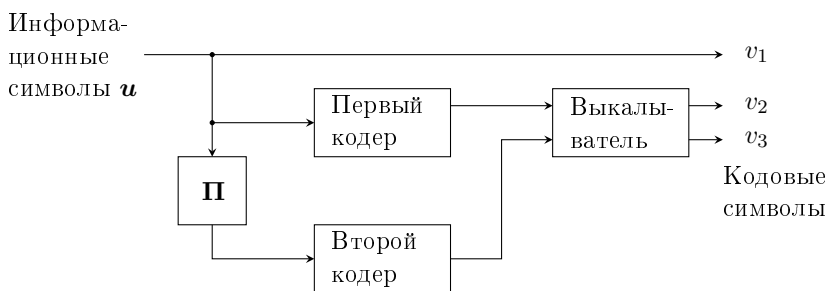 Информа-
ционные
символы u
v1
Первый
кодер
Выкалы-
ватель
v2
v3
П
Кодовые
символы
Второй
кодер